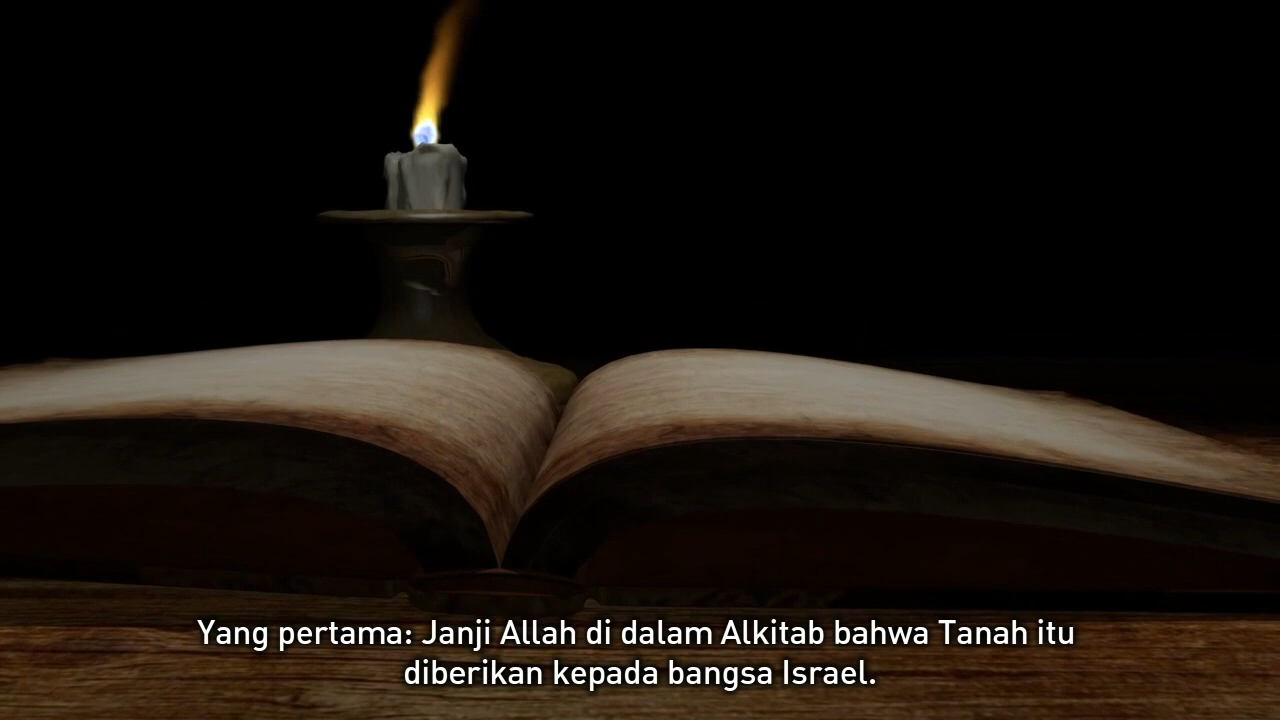 Yang pertama: Janji Allah di dalam Alkitab bahwa Tanah itu
diberikan kepada bangsa Israel.